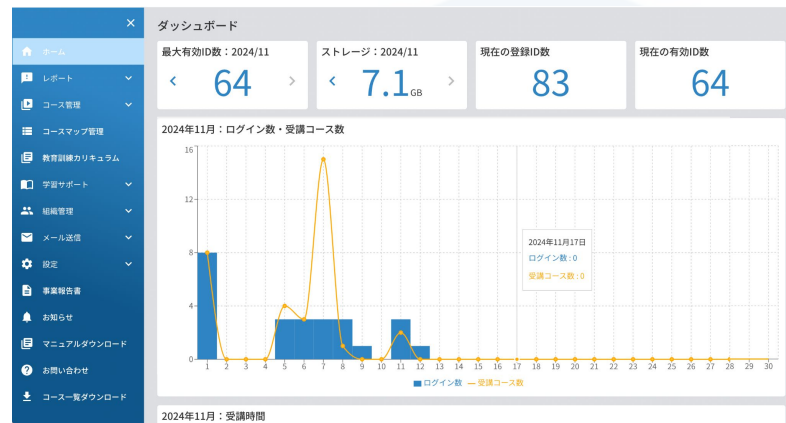 ×
ダッシュボード
ホーム
レポート
コース管理
コースマップ管理
教育訓練カリキュラム
学習サポート
組織管理
メール送信
設定
事業報告書
お知らせ
マニュアルダウンロード
お問い合わせ
コース一覧ダウンロード
最大有効ID数：2024/11
64
ストレージ：2024/11
7.1 GB
現在の登録ID数
83
現在の有効ID数
64
2024年11月：ログイン数・受講コース数
16
12
8
4
0
1 2 3 4 5 6 7 8 9 10 11 12 13 14 15 16 17 18 19 20 21 22 23 24 25 26 27 28 29 30
2024年11月17日
ログイン数 : 0
受講コース数 : 0
ログイン数 受講コース数
2024年11月：受講時間